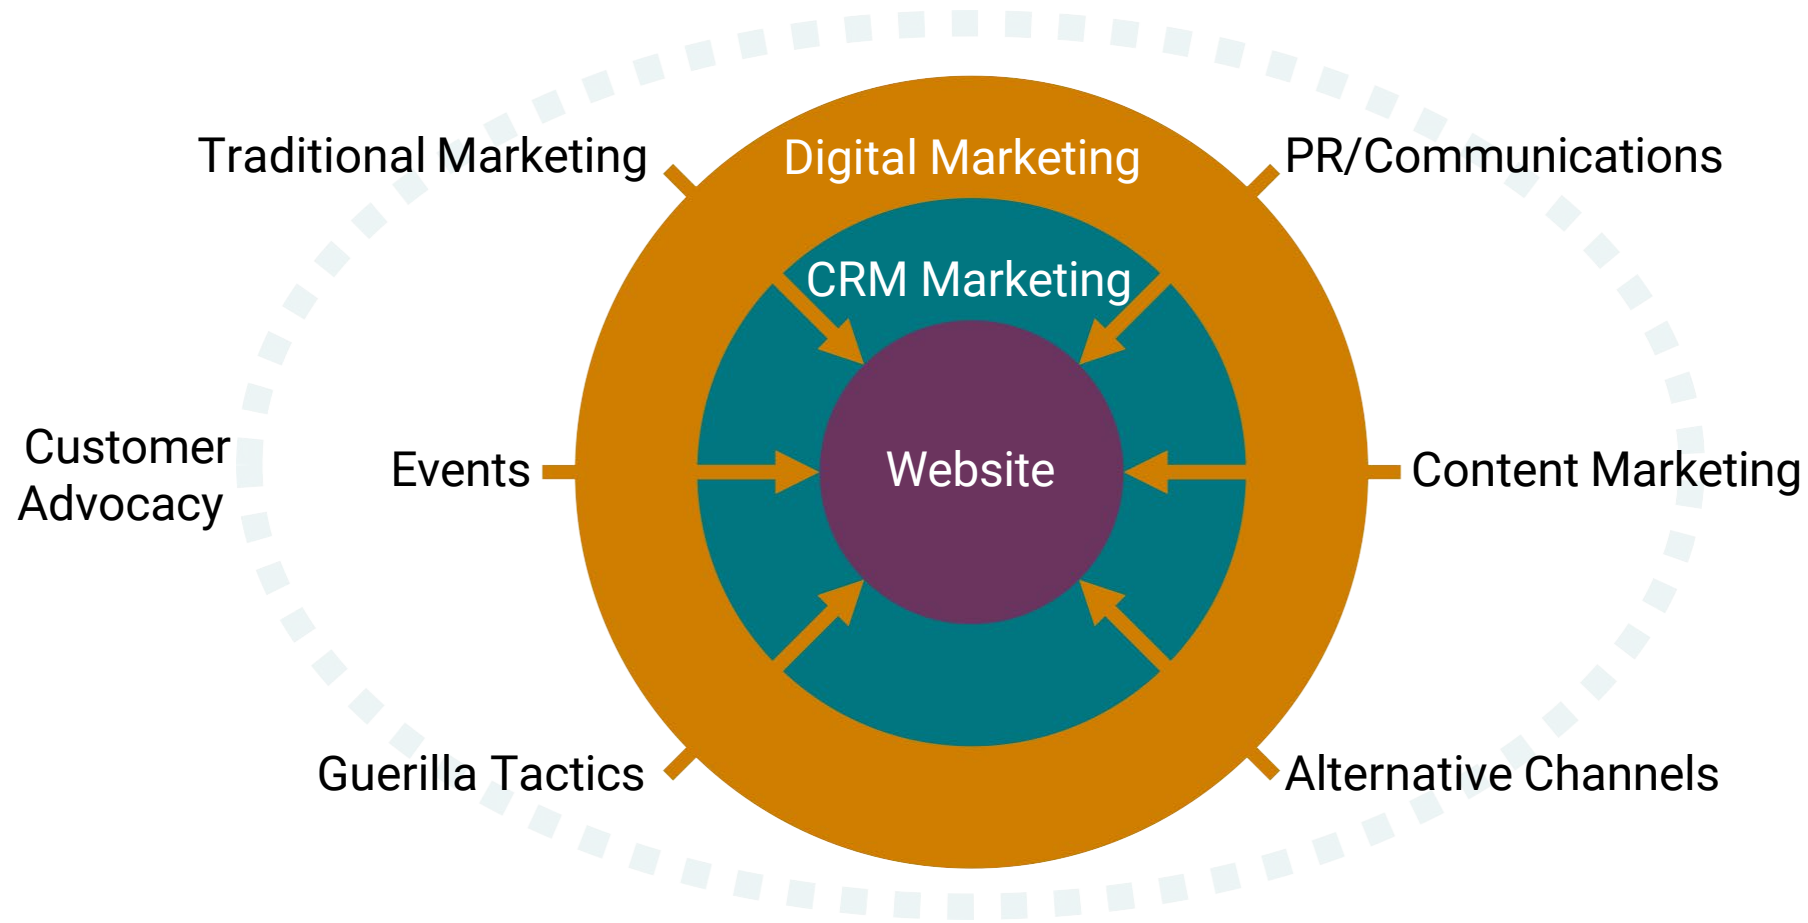 Traditional Marketing
Digital Marketing
PR/Communications
CRM Marketing
Customer
Advocacy
Events
Website
Content Marketing
Guerilla Tactics
Alternative Channels